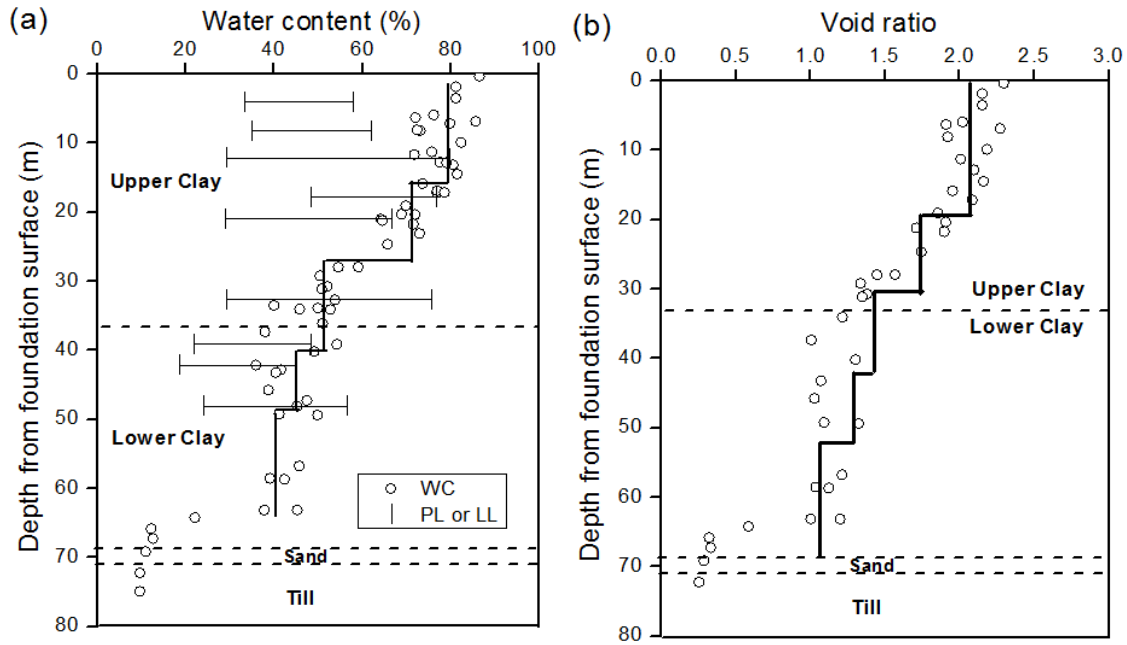 (a)
Water content (%)
0 20 40 60 80 100
Depth from foundation surface (m)
0
10
20
30
40
50
60
70
80
Upper Clay
Lower Clay
WC
PL or LL
Sand
Till
(b)
Void ratio
0.0 0.5 1.0 1.5 2.0 2.5 3.0
Depth from foundation surface (m)
0
10
20
30
40
50
60
70
80
Upper Clay
Lower Clay
Sand
Till